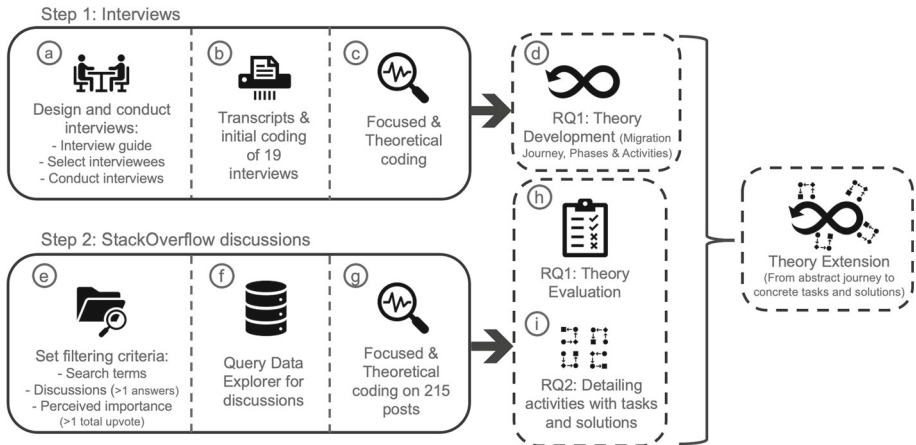 Step 1: Interviews
a
Design and conduct
interviews:
- Interview guide
- Select interviewees
- Conduct interviews
b
Transcripts &
initial coding
of 19
interviews
c
Focused &
Theoretical
coding
d
RQ1: Theory
Development (Migration
Journey, Phases & Activities)
Step 2: StackOverflow discussions
e
Set filtering criteria:
- Search terms
- Discussions (>1 answers)
- Perceived importance
(>1 total upvote)
f
Query Data
Explorer for
discussions
g
Focused &
Theoretical
coding on 215
posts
h
RQ1: Theory
Evaluation
i
RQ2: Detailing
activities with tasks
and solutions
Theory Extension
(From abstract journey to
concrete tasks and solutions)